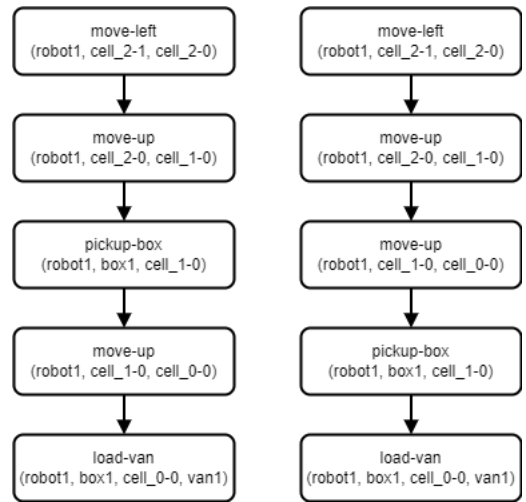 move-left
(robot1, cell_2-1, cell_2-0)
move-up
(robot1, cell_2-0, cell_1-0)
pickup-box
(robot1, box1, cell_1-0)
move-up
(robot1, cell_1-0, cell_0-0)
load-van
(robot1, box1, cell_0-0, van1)
move-left
(robot1, cell_2-1, cell_2-0)
move-up
(robot1, cell_2-0, cell_1-0)
move-up
(robot1, cell_1-0, cell_0-0)
pickup-box
(robot1, box1, cell_1-0)
load-van
(robot1, box1, cell_0-0, van1)